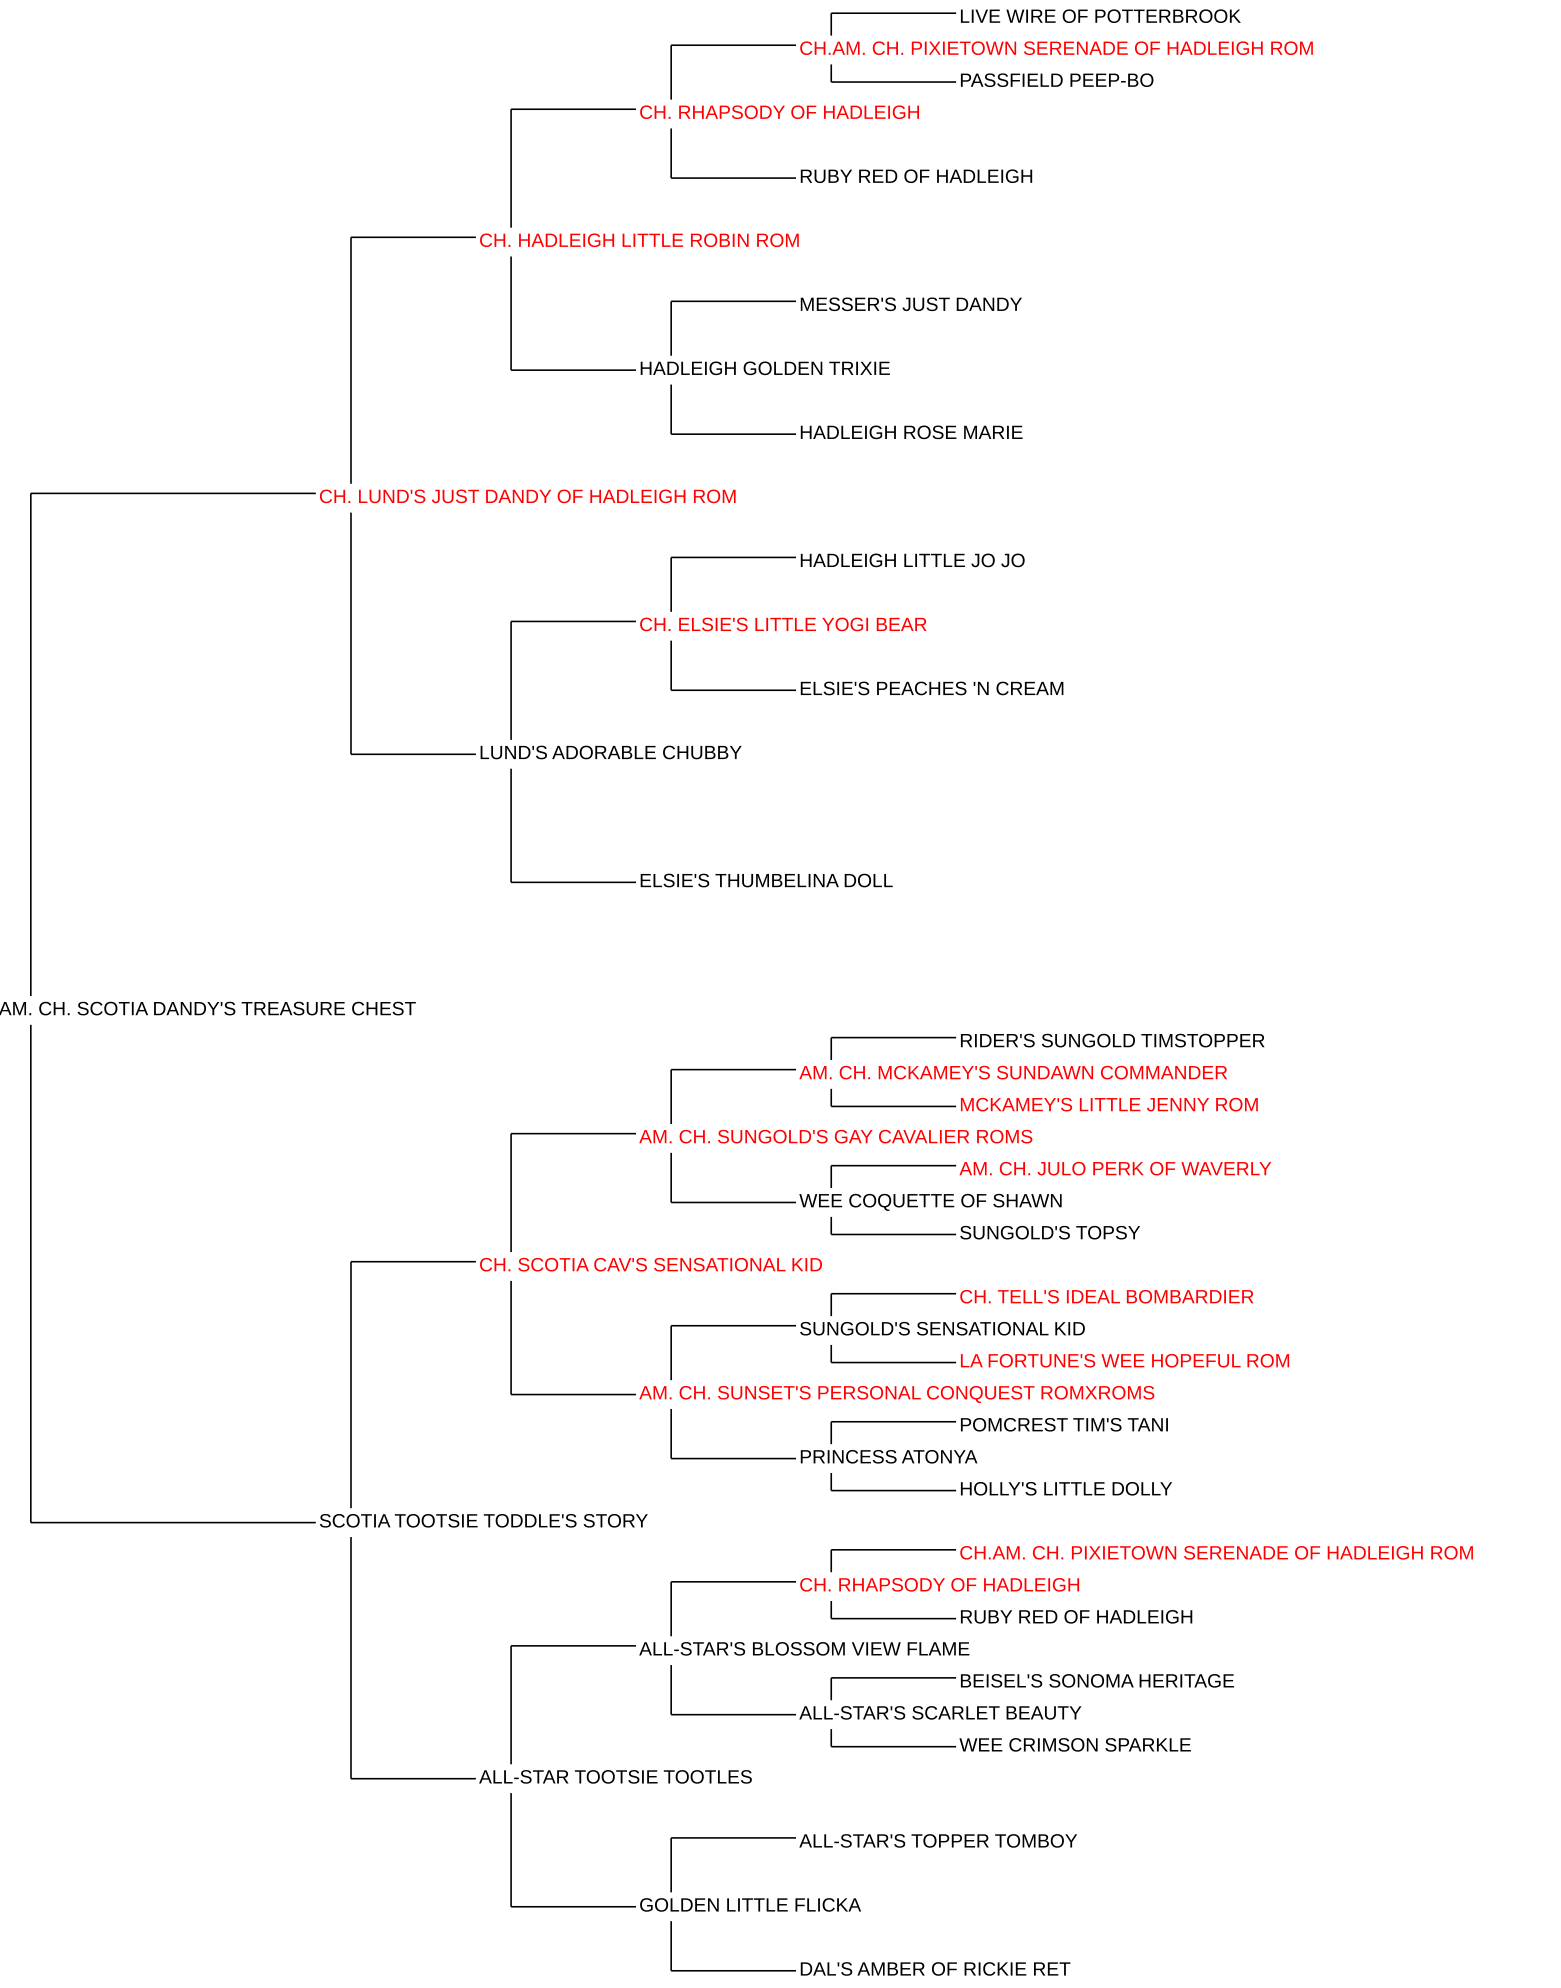 LIVE WIRE OF POTTERBROOK
CH.AM. CH. PIXIETOWN SERENADE OF HADLEIGH ROM
PASSFIELD PEEP-BO
CH. RHAPSODY OF HADLEIGH
RUBY RED OF HADLEIGH
CH. HADLEIGH LITTLE ROBIN ROM
MESSER'S JUST DANDY
HADLEIGH GOLDEN TRIXIE
HADLEIGH ROSE MARIE
CH. LUND'S JUST DANDY OF HADLEIGH ROM
HADLEIGH LITTLE JO JO
CH. ELSIE'S LITTLE YOGI BEAR
ELSIE'S PEACHES 'N CREAM
LUND'S ADORABLE CHUBBY
ELSIE'S THUMBELINA DOLL
AM. CH. SCOTIA DANDY'S TREASURE CHEST
RIDER'S SUNGOLD TIMSTOPPER
AM. CH. MCKAMEY'S SUNDAWN COMMANDER
MCKAMEY'S LITTLE JENNY ROM
AM. CH. SUNGOLD'S GAY CAVALIER ROMS
AM. CH. JULO PERK OF WAVERLY
WEE COQUETTE OF SHAWN
SUNGOLD'S TOPSY
CH. SCOTIA CAV'S SENSATIONAL KID
CH. TELL'S IDEAL BOMBARDIER
SUNGOLD'S SENSATIONAL KID
LA FORTUNE'S WEE HOPEFUL ROM
AM. CH. SUNSET'S PERSONAL CONQUEST ROMXROMS
POMCREST TIM'S TANI
PRINCESS ATONYA
HOLLY'S LITTLE DOLLY
SCOTIA TOOTSIE TODDLE'S STORY
CH.AM. CH. PIXIETOWN SERENADE OF HADLEIGH ROM
CH. RHAPSODY OF HADLEIGH
RUBY RED OF HADLEIGH
ALL-STAR'S BLOSSOM VIEW FLAME
BEISEL'S SONOMA HERITAGE
ALL-STAR'S SCARLET BEAUTY
WEE CRIMSON SPARKLE
ALL-STAR TOOTSIE TOOTLES
ALL-STAR'S TOPPER TOMBOY
GOLDEN LITTLE FLICKA
DAL'S AMBER OF RICKIE RET